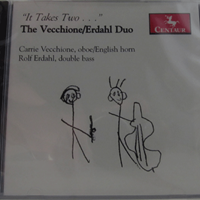 "It Takes Two . . ."
The Vecchione/Erdahl Duo
CENTAUR
Carrie Vecchione, oboe/English horn
Rolf Erdahl, double bass